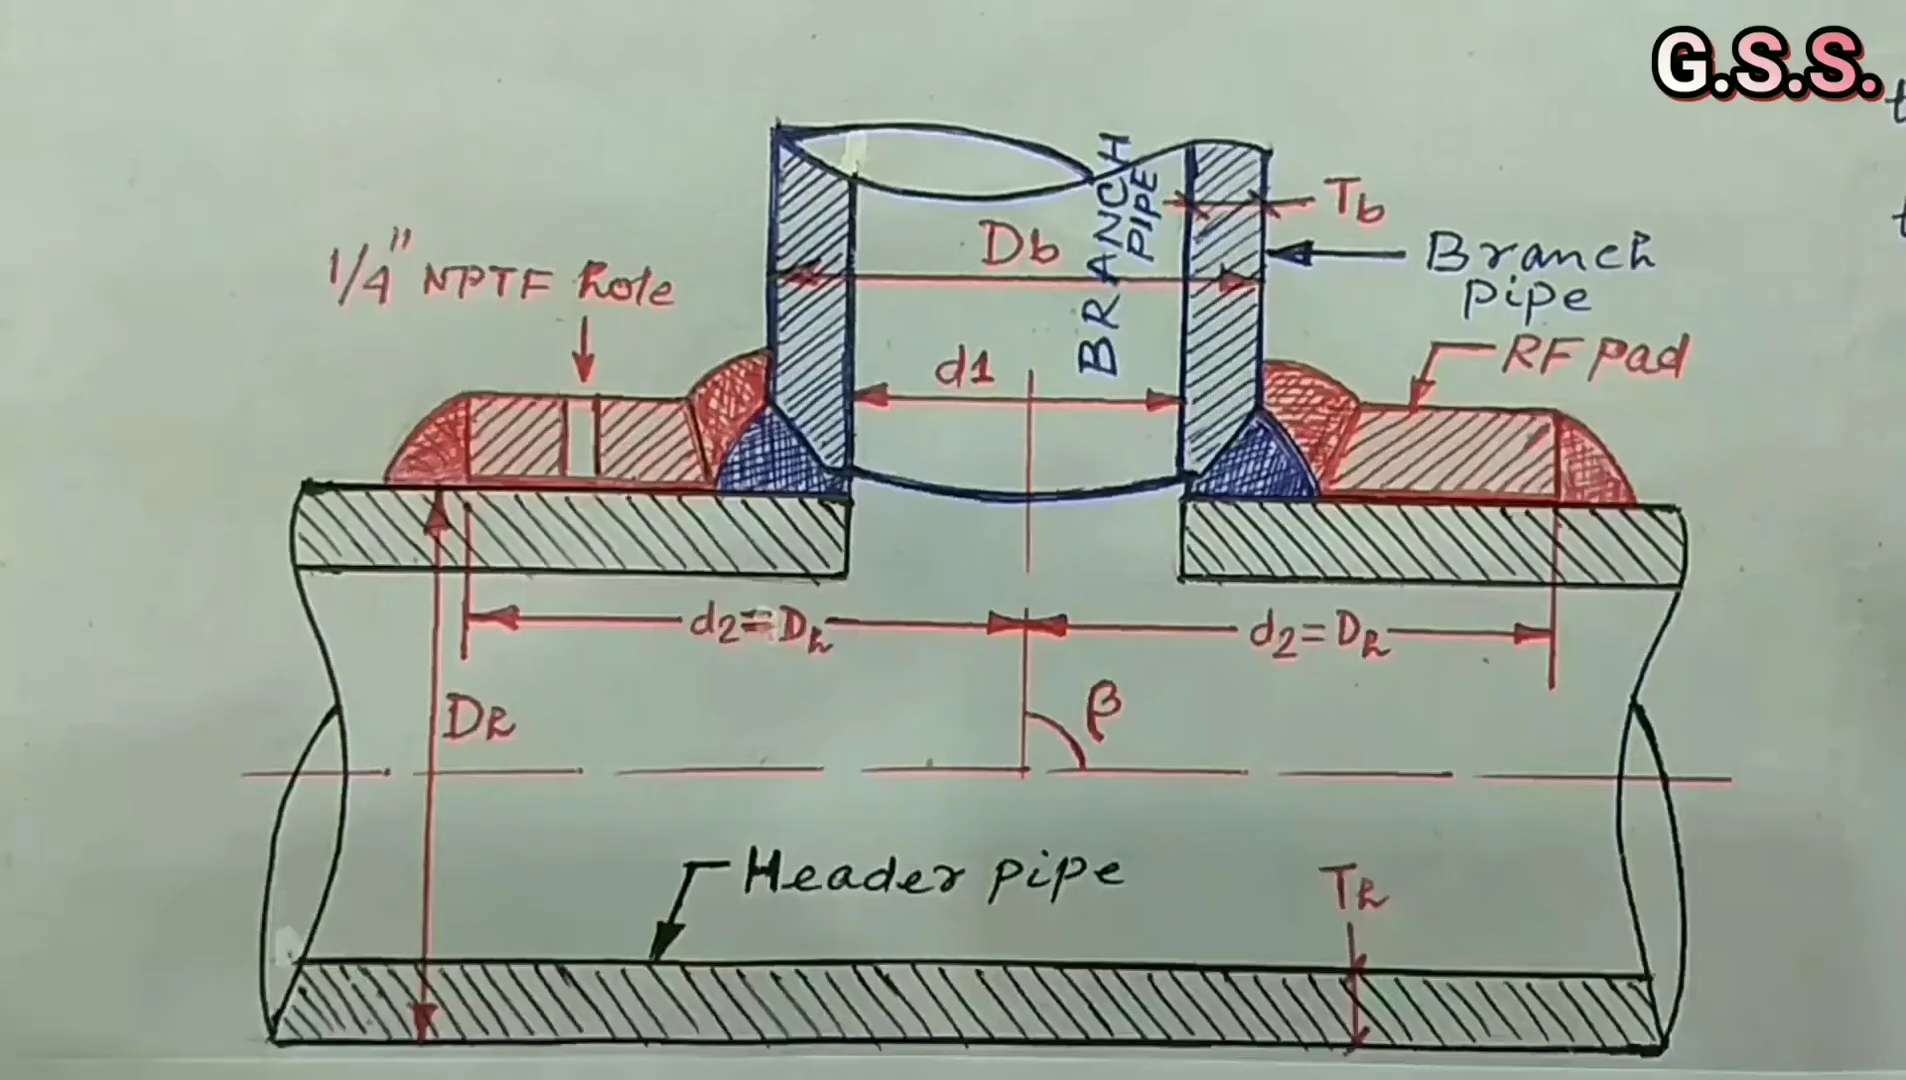 G.S.S.
BRANCH
PIPE
Tb
Db
Branch
pipe
1/4" NPTF hole
RF pad
d1
d2=Dh
d2=Dh
Dh
β
Header pipe
Th